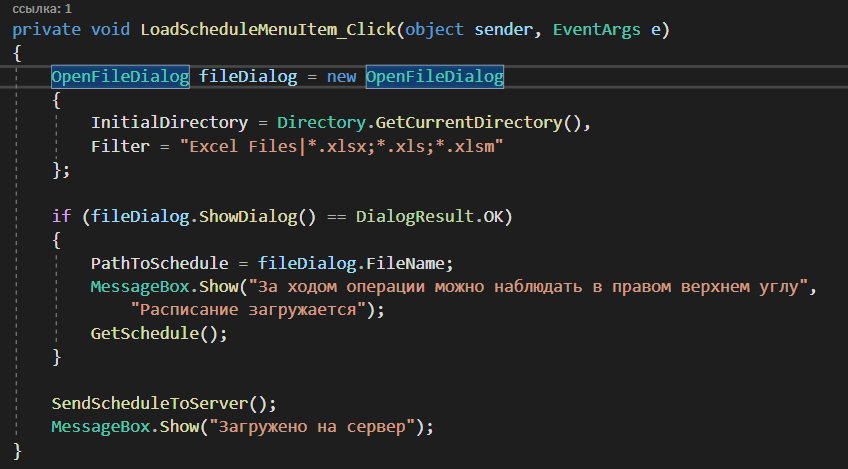 ссылка: 1
private void LoadScheduleMenuItem_Click(object sender, EventArgs e)
{
    OpenFileDialog fileDialog = new OpenFileDialog
    {
        InitialDirectory = Directory.GetCurrentDirectory(),
        Filter = "Excel Files|*.xlsx;*.xls;*.xlsm"
    };

    if (fileDialog.ShowDialog() == DialogResult.OK)
    {
        PathToSchedule = fileDialog.FileName;
        MessageBox.Show("За ходом операции можно наблюдать в правом верхнем углу",
            "Расписание загружается");
        GetSchedule();
    }

    SendScheduleToServer();
    MessageBox.Show("Загружено на сервер");
}